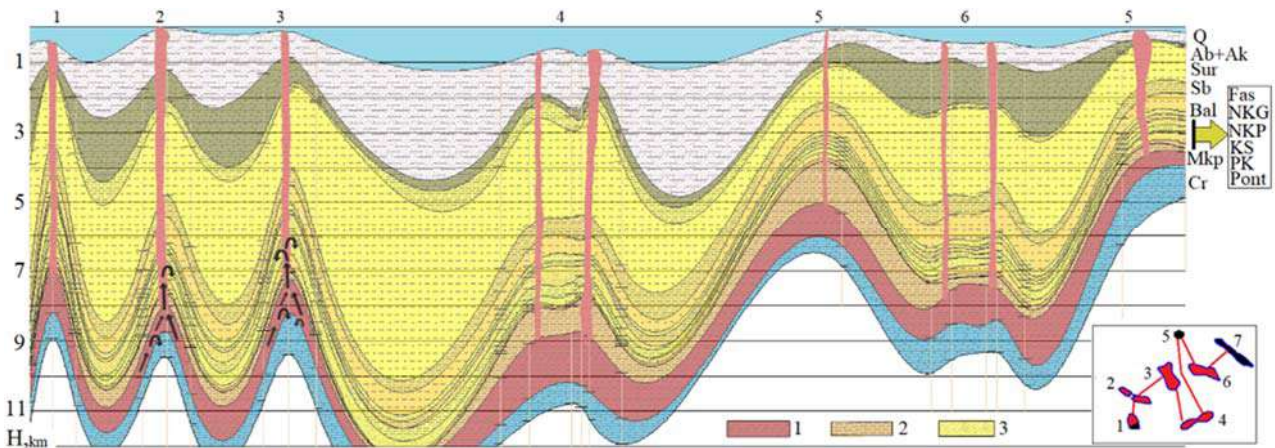 1 2 3 4 5 6 5
1
3
5
7
9
11
H,km
Q
Ab+Ak
Sur
Sb
Bal
Mkp
Cr
Fas
NKG
NKP
KS
PK
Pont
1 2 3
5 7
3
2 6
1 4